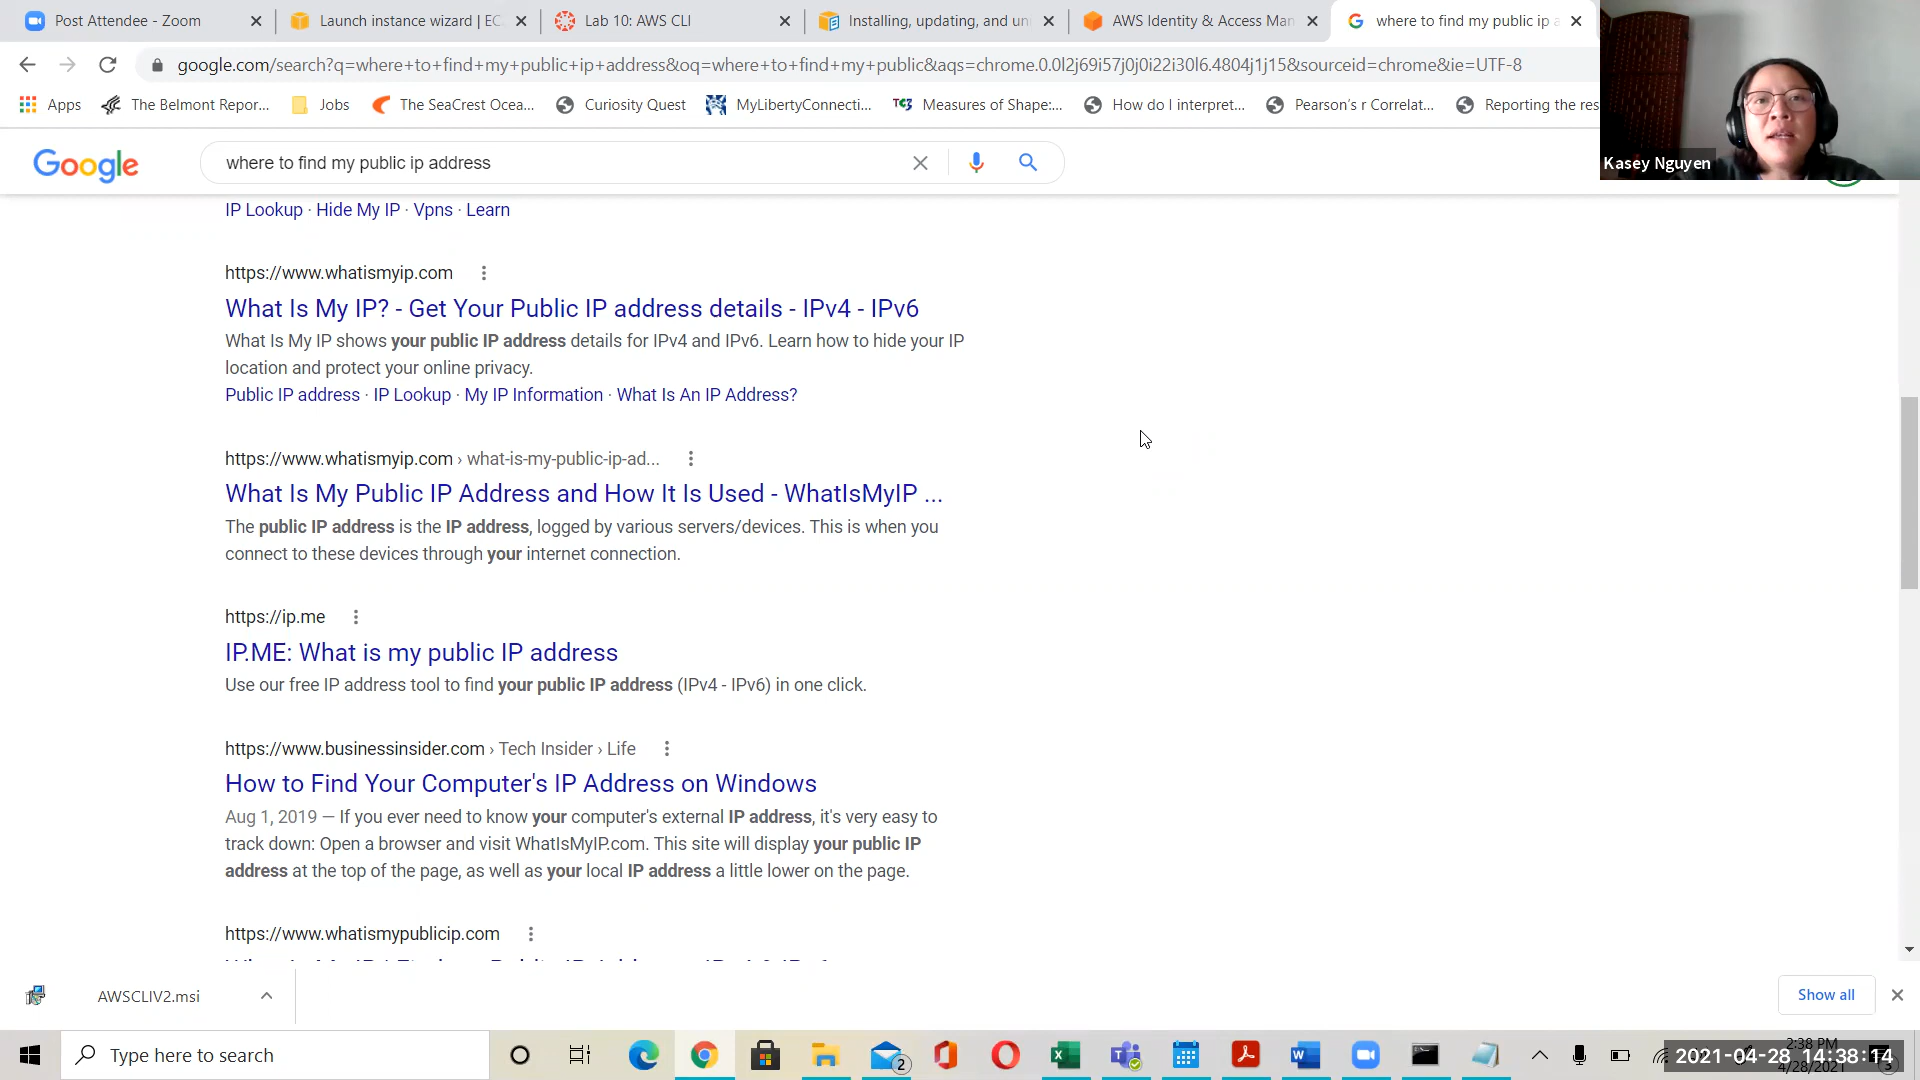 Post Attendee - Zoom
Launch instance wizard | EC
Lab 10: AWS CLI
Installing, updating, and un
AWS Identity & Access Man
where to find my public ip a
google.com/search?q=where+to+find+my+public+ip+address&oq=where+to+find+my+public&aqs=chrome.0.0l2j69i57j0j0i22i30l6.4804j1j15&sourceid=chrome&ie=UTF-8
Apps
The Belmont Repor...
Jobs
The SeaCrest Ocea...
Curiosity Quest
MyLibertyConnecti...
Measures of Shape:...
How do I interpret...
Pearson's r Correlat...
Reporting the res
Kasey Nguyen
Google
where to find my public ip address
IP Lookup · Hide My IP · Vpns · Learn
https://www.whatismyip.com
What Is My IP? - Get Your Public IP address details - IPv4 - IPv6
What Is My IP shows your public IP address details for IPv4 and IPv6. Learn how to hide your IP
location and protect your online privacy.
Public IP address · IP Lookup · My IP Information · What Is An IP Address?
https://www.whatismyip.com › what-is-my-public-ip-ad...
What Is My Public IP Address and How It Is Used - WhatIsMyIP ...
The public IP address is the IP address, logged by various servers/devices. This is when you
connect to these devices through your internet connection.
https://ip.me
IP.ME: What is my public IP address
Use our free IP address tool to find your public IP address (IPv4 - IPv6) in one click.
https://www.businessinsider.com › Tech Insider › Life
How to Find Your Computer's IP Address on Windows
Aug 1, 2019 — If you ever need to know your computer's external IP address, it's very easy to
track down: Open a browser and visit WhatIsMyIP.com. This site will display your public IP
address at the top of the page, as well as your local IP address a little lower on the page.
https://www.whatismypublicip.com
AWSCLIV2.msi
Show all
Type here to search
2
2:38 PM
2021-04-28 14:38:14
4/28/2021
3